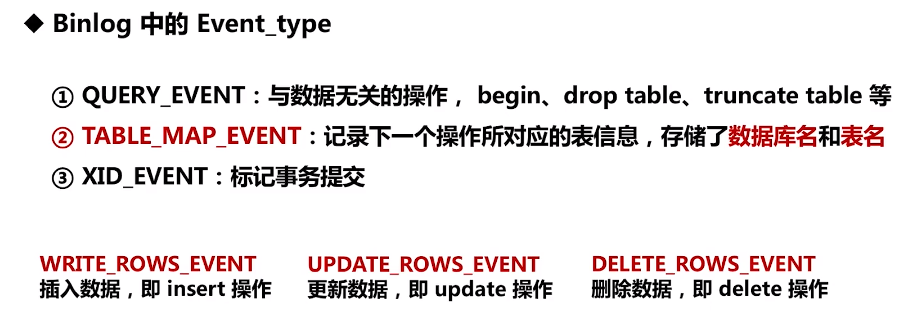 ◆ Binlog 中的 Event_type
① QUERY_EVENT：与数据无关的操作， begin、drop table、truncate table 等
② TABLE_MAP_EVENT：记录下一个操作所对应的表信息，存储了数据库名和表名
③ XID_EVENT：标记事务提交
WRITE_ROWS_EVENT UPDATE_ROWS_EVENT DELETE_ROWS_EVENT
插入数据，即 insert 操作 更新数据，即 update 操作 删除数据，即 delete 操作